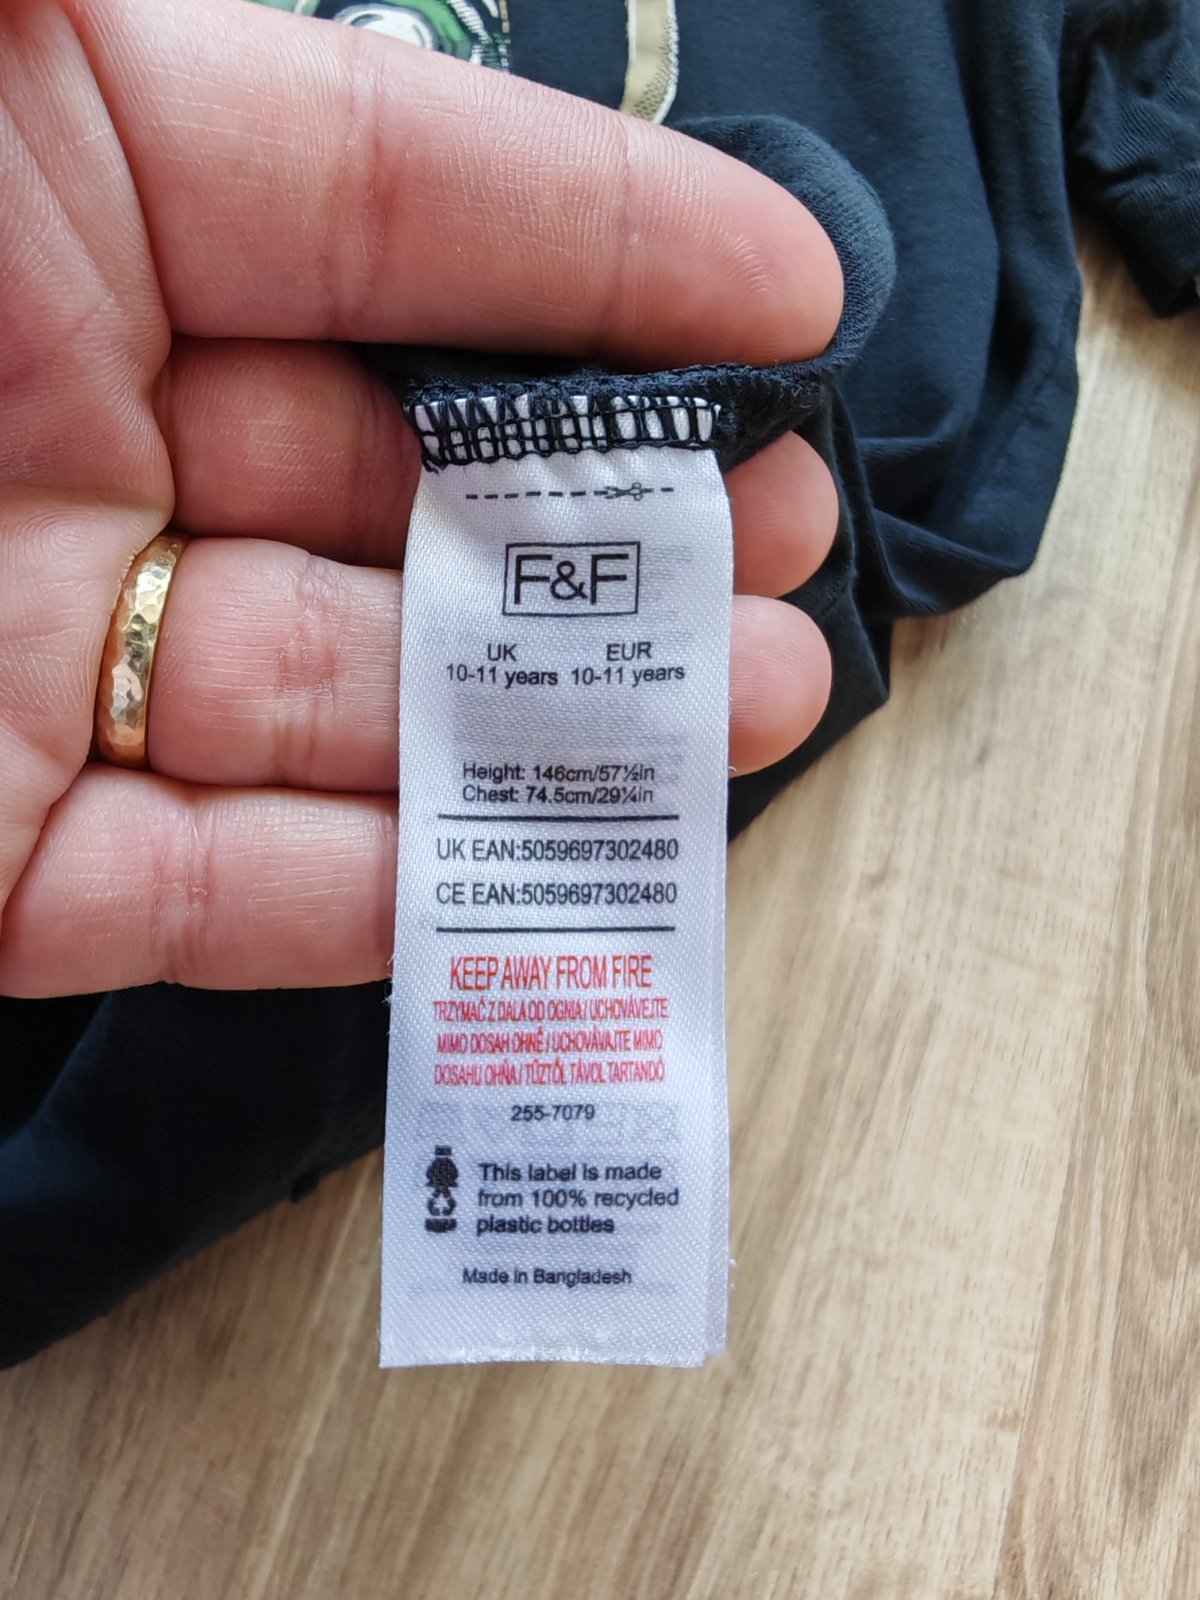 F&F
UK EUR
10-11 years 10-11 years
Height: 146cm/57½in
Chest: 74.5cm/29¼in
UK EAN:5059697302480
CE EAN:5059697302480
KEEP AWAY FROM FIRE
TRZYMAĆ Z DALA OD OGNIA / UCHOVÁVEJTE
MIMO DOSAH OHNĚ / UCHOVÁVAJTE MIMO
DOSAHU OHŇA / TŰZTŐL TÁVOL TARTANDÓ
255-7079
This label is made
from 100% recycled
plastic bottles
Made in Bangladesh